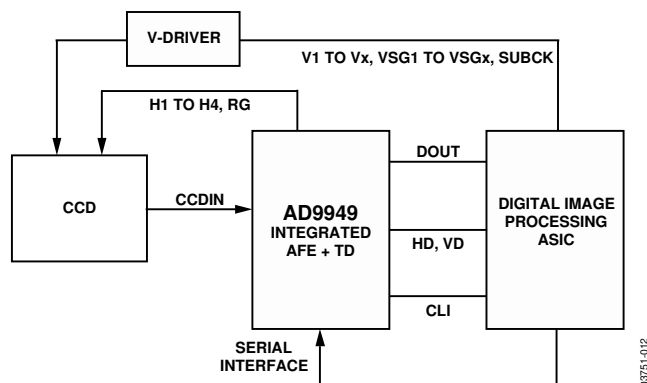 V-DRIVER
V1 TO Vx, VSG1 TO VSGx, SUBCK
H1 TO H4, RG
DOUT
CCD
CCDIN
AD9949
INTEGRATED
AFE + TD
DIGITAL IMAGE
PROCESSING
ASIC
HD, VD
CLI
SERIAL
INTERFACE
03751-012